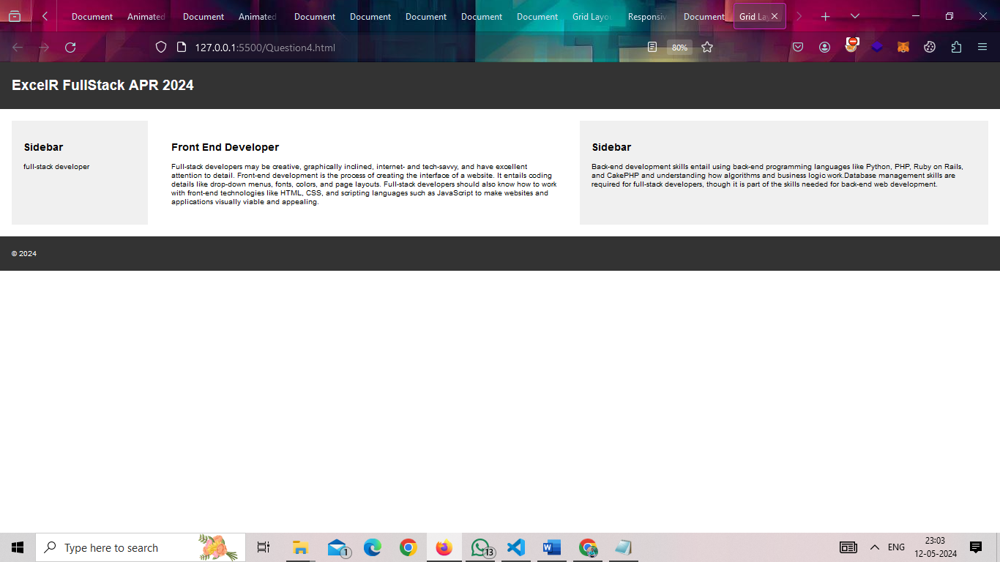 Document
Animated
Document
Animated
Document
Document
Document
Document
Document
Grid Layou
Responsiv
Document
Grid Lay
127.0.0.1:5500/Question4.html
80%
ExcelR FullStack APR 2024
Sidebar
full-stack developer
Front End Developer
Full-stack developers may be creative, graphically inclined, internet- and tech-savvy, and have excellent
attention to detail. Front-end development is the process of creating the interface of a website. It entails coding
details like drop-down menus, fonts, colors, and page layouts. Full-stack developers should also know how to work
with front-end technologies like HTML, CSS, and scripting languages such as JavaScript to make websites and
applications visually viable and appealing.
Sidebar
Back-end development skills entail using back-end programming languages like Python, PHP, Ruby on Rails,
and CakePHP and understanding how algorithms and business logic work.Database management skills are
required for full-stack developers, though it is part of the skills needed for back-end web development.
© 2024
Type here to search
1
13
ENG
23:03
12-05-2024